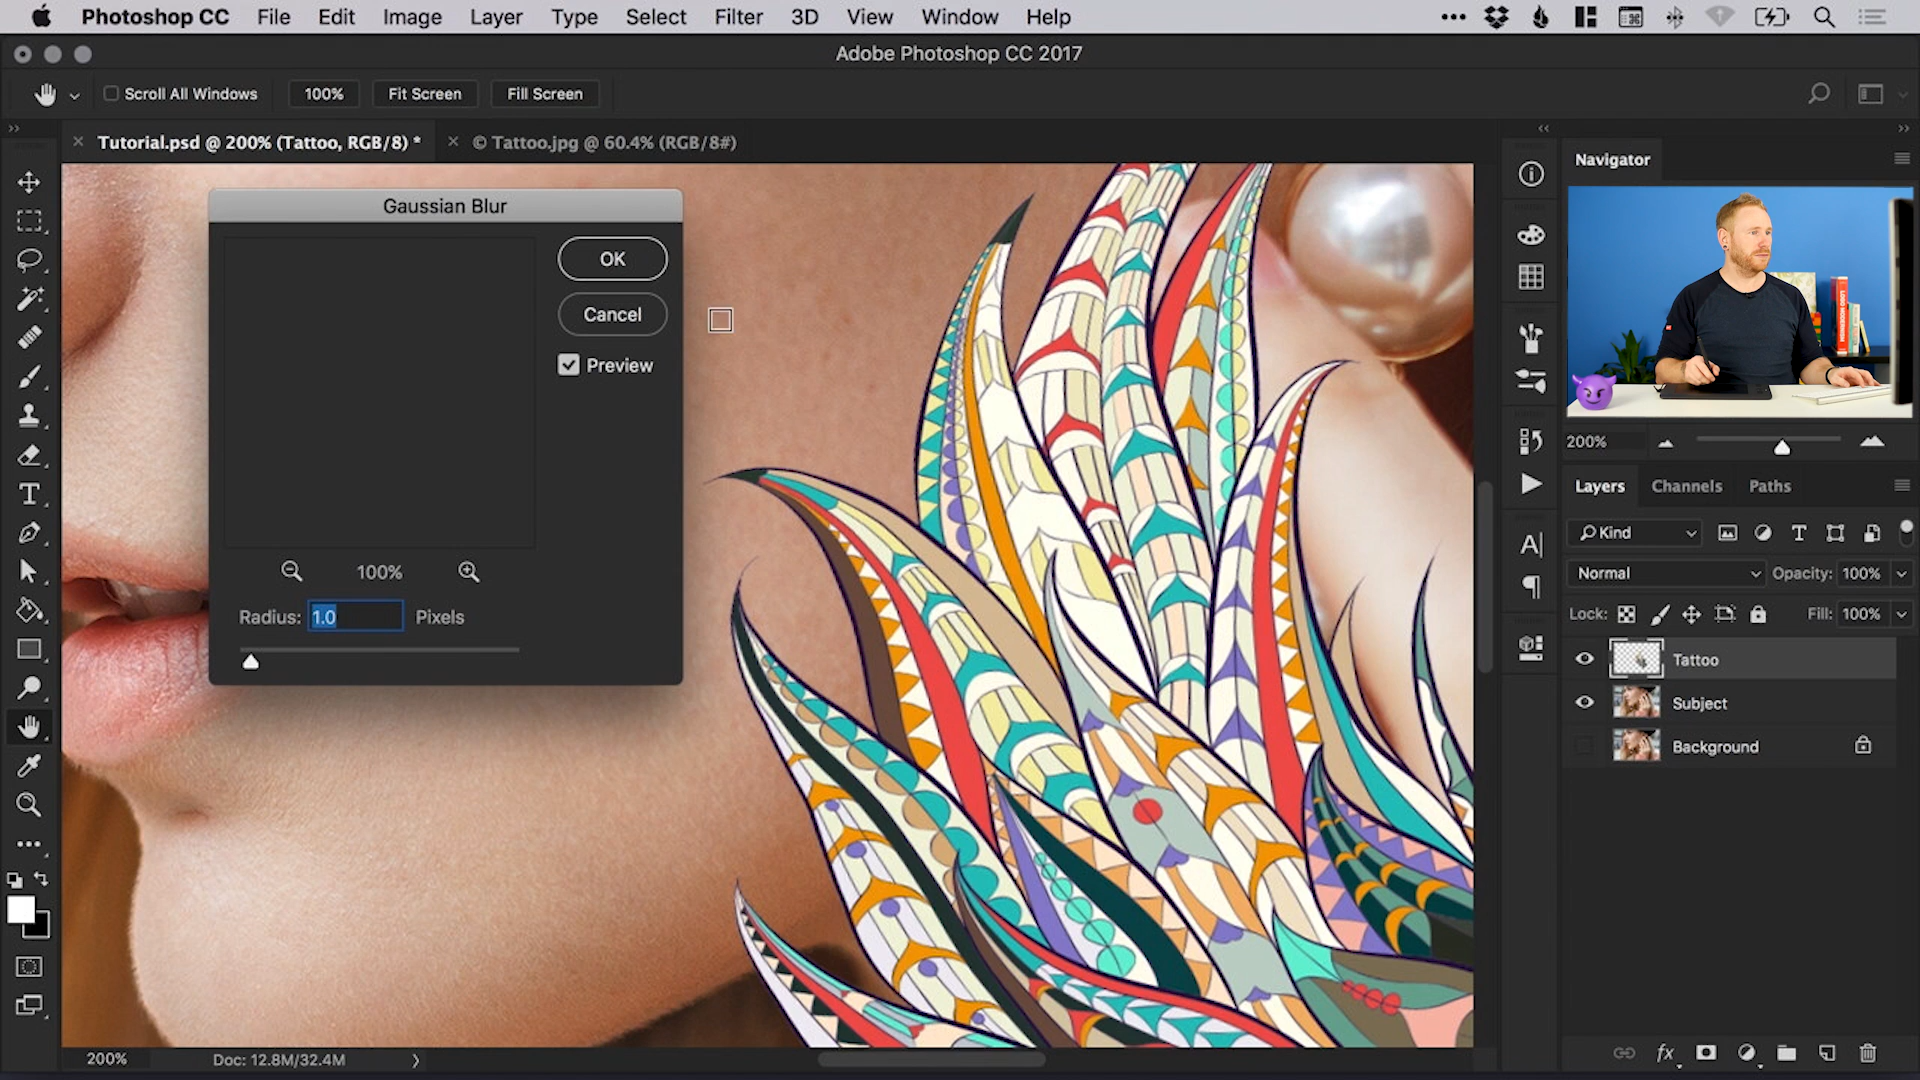 Photoshop CC File Edit Image Layer Type Select Filter 3D View Window Help
Adobe Photoshop CC 2017
Scroll All Windows 100% Fit Screen Fill Screen
Tutorial.psd @ 200% (Tattoo, RGB/8) *
© Tattoo.jpg @ 60.4% (RGB/8#)
Gaussian Blur
OK
Cancel
Preview
100%
Radius: 1.0 Pixels
Navigator
200%
Layers Channels Paths
Kind
Normal Opacity: 100%
Lock: Fill: 100%
Tattoo
Subject
Background
200% Doc: 12.8M/32.4M